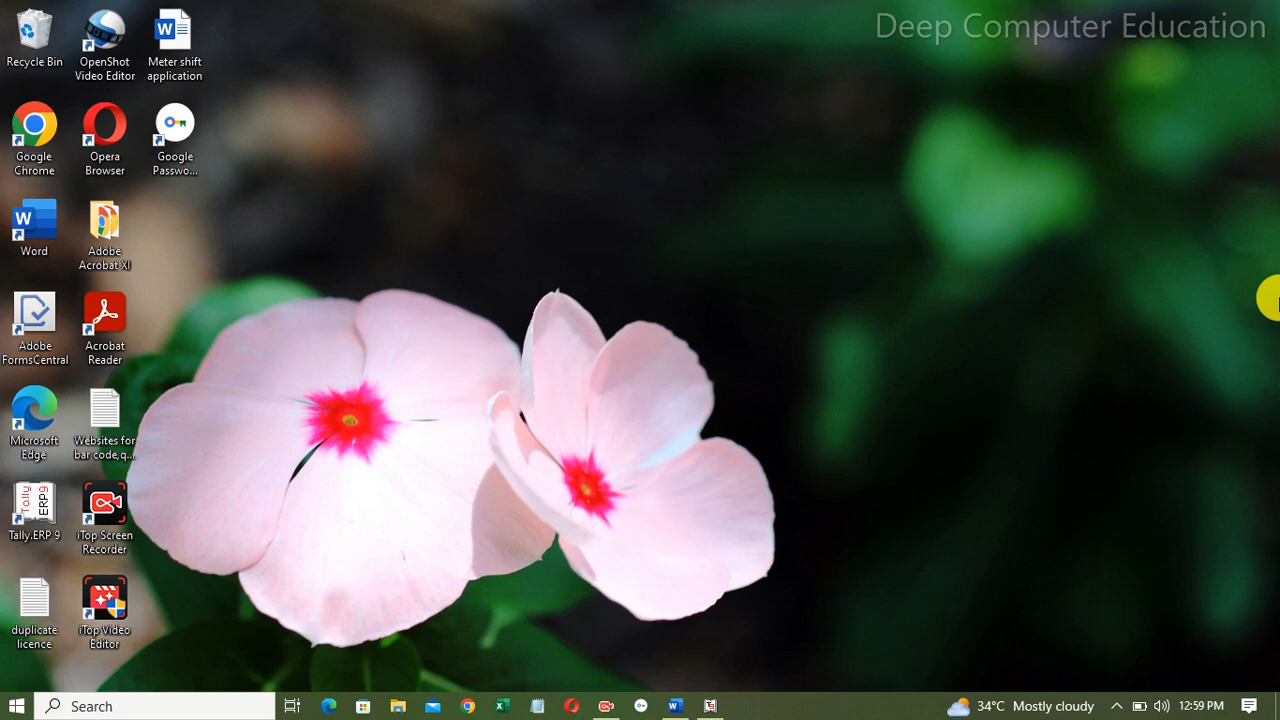 Deep Computer Education
Recycle Bin
OpenShot
Video Editor
Meter shift
application
Google
Chrome
Opera
Browser
Google
Passwo...
Word
Adobe
Acrobat XI
Adobe
FormsCentral
Acrobat
Reader
Microsoft
Edge
Websites for
bar code,q...
Tally
ERP9
Tally.ERP 9
iTop Screen
Recorder
duplicate
licence
iTop Video
Editor
Search
34°C Mostly cloudy
12:59 PM